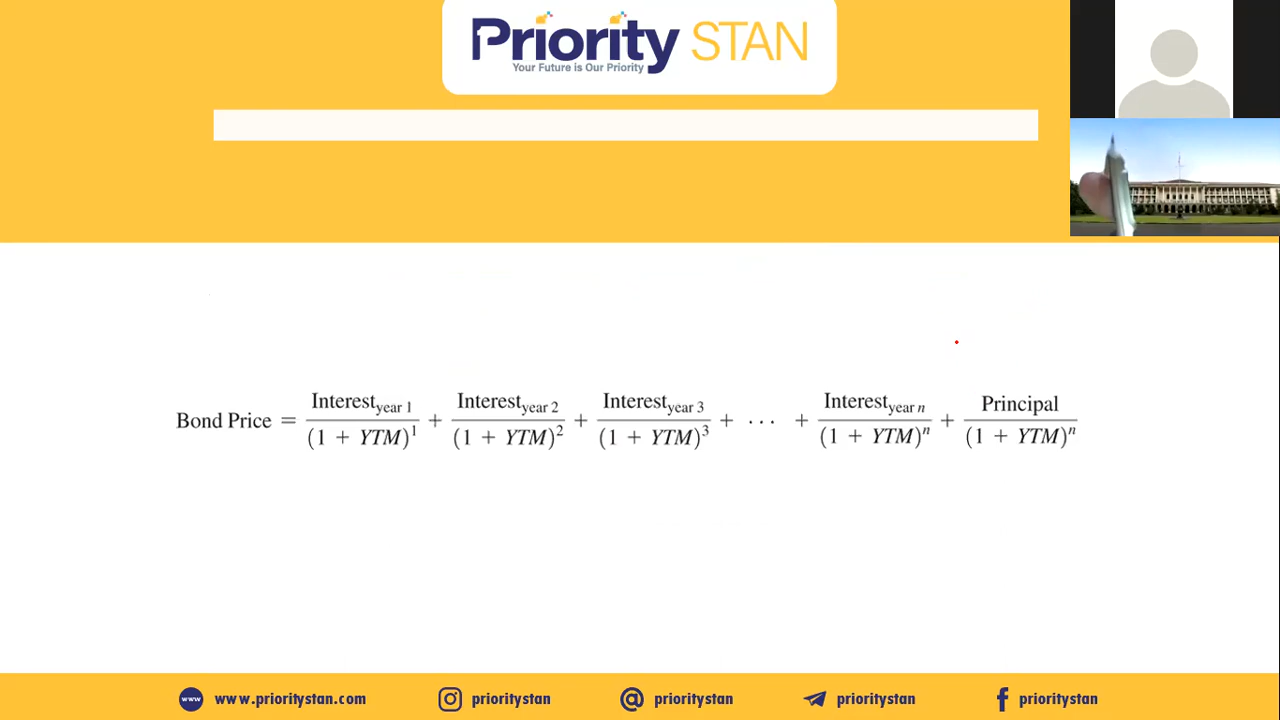 Priority STAN
Your Future is Our Priority
Bond Price = Interest_year 1 / (1 + YTM)^1 + Interest_year 2 / (1 + YTM)^2 + Interest_year 3 / (1 + YTM)^3 + ... + Interest_year n / (1 + YTM)^n + Principal / (1 + YTM)^n
www www.prioritystan.com prioritystan @ prioritystan prioritystan f prioritystan